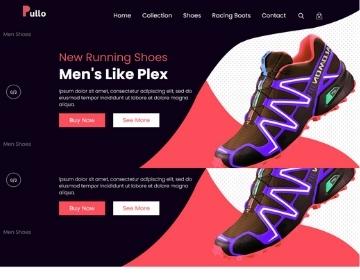 Pullo
Home Collection Shoes Racing Boots Contact
Men Shoes
New Running Shoes
Men's Like Plex
Ipsum dolor sit amet, consectetur adipiscing elit, sed do
eiusmod tempor incididunt ut labore et dolore magna
aliqua.
Buy Now See More
Men Shoes
Ipsum dolor sit amet, consectetur adipiscing elit, sed do
eiusmod tempor incididunt ut labore et dolore magna
aliqua.
Buy Now See More
Men Shoes